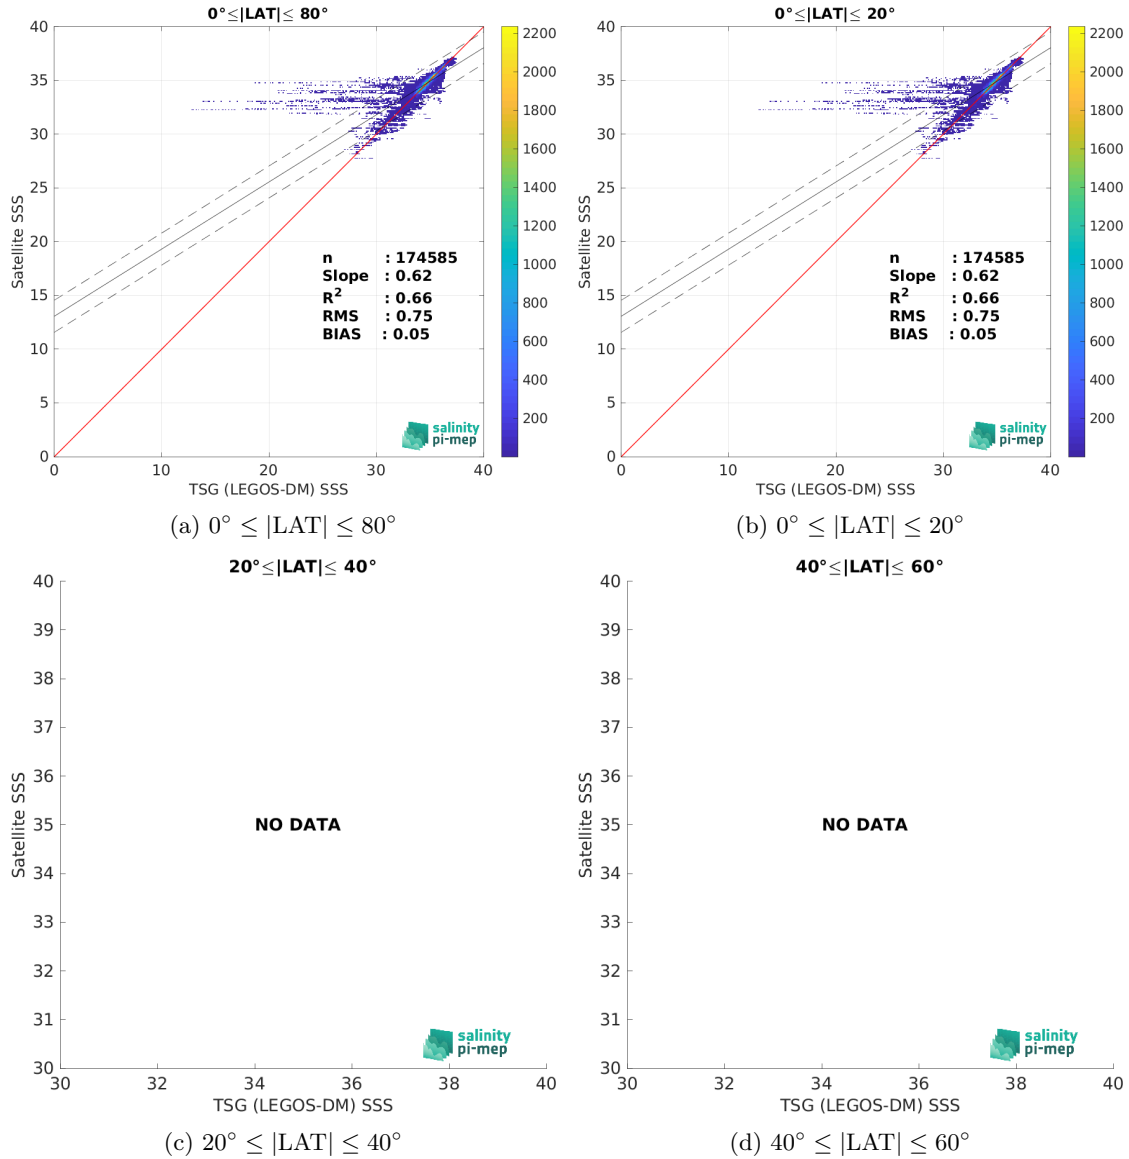 0°≤|LAT|≤ 80°
40
35
30
25
20
15
10
5
0
Satellite SSS
0
10
20
30
40
TSG (LEGOS-DM) SSS
2200
2000
1800
1600
1400
1200
1000
800
600
400
200
n : 174585
Slope : 0.62
R² : 0.66
RMS : 0.75
BIAS : 0.05
salinity
pi-mep
(a) 0° ≤ |LAT| ≤ 80°
0°≤|LAT|≤ 20°
40
35
30
25
20
15
10
5
0
Satellite SSS
0
10
20
30
40
TSG (LEGOS-DM) SSS
2200
2000
1800
1600
1400
1200
1000
800
600
400
200
n : 174585
Slope : 0.62
R² : 0.66
RMS : 0.75
BIAS : 0.05
salinity
pi-mep
(b) 0° ≤ |LAT| ≤ 20°
20°≤|LAT|≤ 40°
40
39
38
37
36
35
34
33
32
31
30
Satellite SSS
NO DATA
30
32
34
36
38
40
TSG (LEGOS-DM) SSS
salinity
pi-mep
(c) 20° ≤ |LAT| ≤ 40°
40°≤|LAT|≤ 60°
40
39
38
37
36
35
34
33
32
31
30
Satellite SSS
NO DATA
30
32
34
36
38
40
TSG (LEGOS-DM) SSS
salinity
pi-mep
(d) 40° ≤ |LAT| ≤ 60°